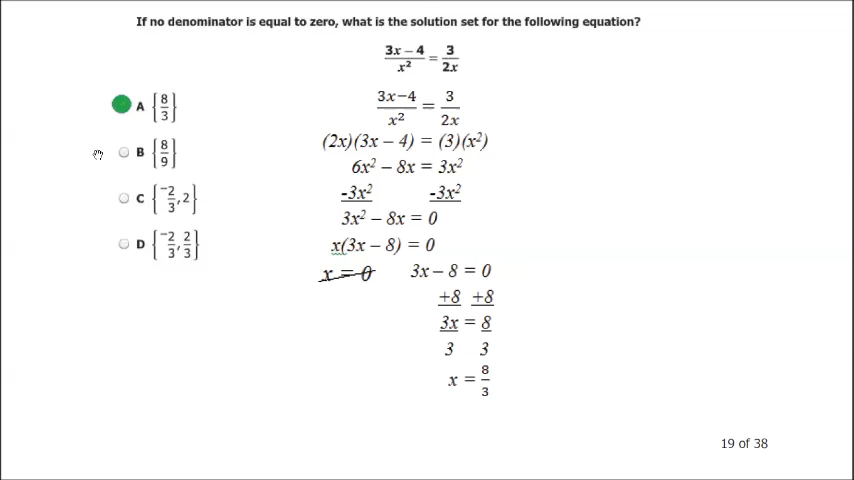 If no denominator is equal to zero, what is the solution set for the following equation?
3x – 4 / x² = 3 / 2x
A {8/3}
B {8/9}
C {-2/3, 2}
D {-2/3, 2/3}
3x−4 / x² = 3 / 2x
(2x)(3x – 4) = (3)(x²)
6x² – 8x = 3x²
-3x² -3x²
3x² – 8x = 0
x(3x – 8) = 0
x = 0 3x – 8 = 0
+8 +8
3x = 8
3 3
x = 8/3
19 of 38